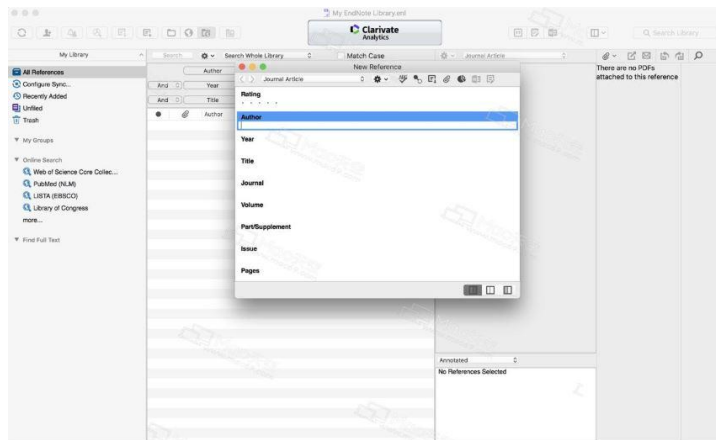 My EndNote Library.enl
Clarivate
Analytics
Search Library
My Library
Search
Search Whole Library
Match Case
Journal Article
All References
Configure Sync...
Recently Added
Unfiled
Trash
My Groups
Online Search
Web of Science Core Collec...
PubMed (NLM)
LISTA (EBSCO)
Library of Congress
more...
Find Full Text
Author
And
Year
And
Title
Author
New Reference
Journal Article
Rating
Author
Year
Title
Journal
Volume
Part/Supplement
Issue
Pages
There are no PDFs
attached to this reference
Annotated
No References Selected